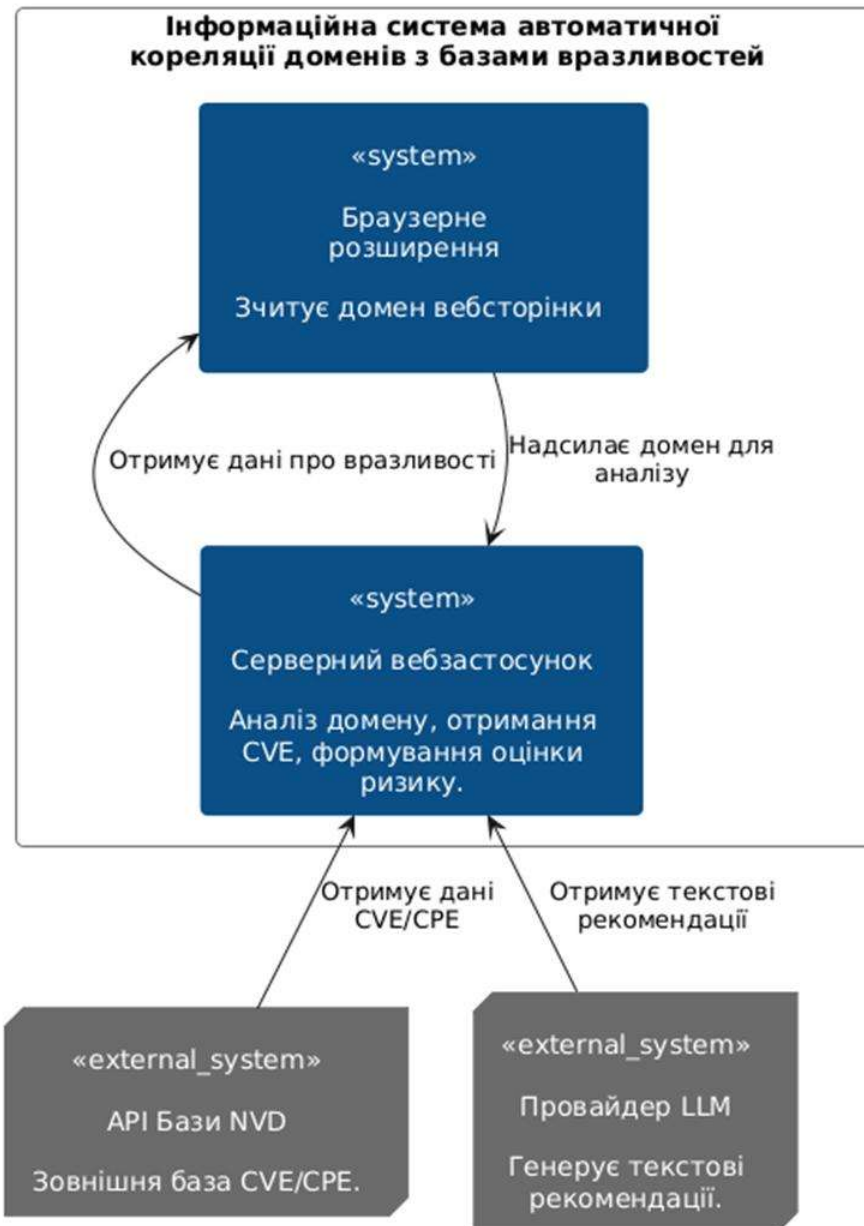 Інформаційна система автоматичної
кореляції доменів з базами вразливостей
«system»
Браузерне
розширення
Зчитує домен вебсторінки
Отримує дані про вразливості
Надсилає домен для
аналізу
«system»
Серверний вебзастосунок
Аналіз домену, отримання
CVE, формування оцінки
ризику.
Отримує дані
CVE/CPE
Отримує текстові
рекомендації
«external_system»
API Бази NVD
Зовнішня база CVE/CPE.
«external_system»
Провайдер LLM
Генерує текстові
рекомендації.